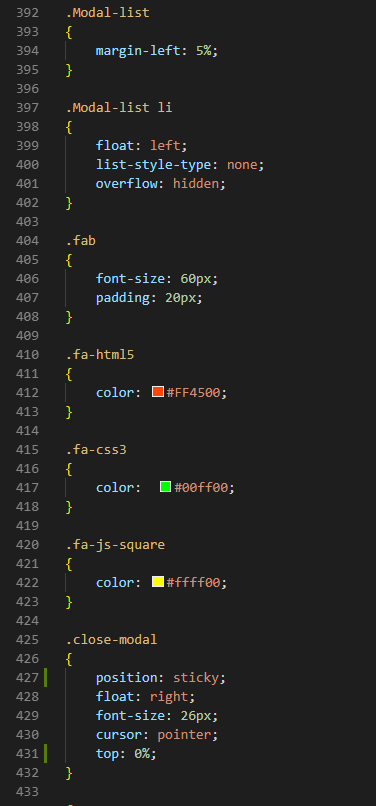 392 .Modal-list
393 {
394     margin-left: 5%;
395 }
396
397 .Modal-list li
398 {
399     float: left;
400     list-style-type: none;
401     overflow: hidden;
402 }
403
404 .fab
405 {
406     font-size: 60px;
407     padding: 20px;
408 }
409
410 .fa-html5
411 {
412     color: #FF4500;
413 }
414
415 .fa-css3
416 {
417     color:  #00ff00;
418 }
419
420 .fa-js-square
421 {
422     color: #ffff00;
423 }
424
425 .close-modal
426 {
427     position: sticky;
428     float: right;
429     font-size: 26px;
430     cursor: pointer;
431     top: 0%;
432 }
433